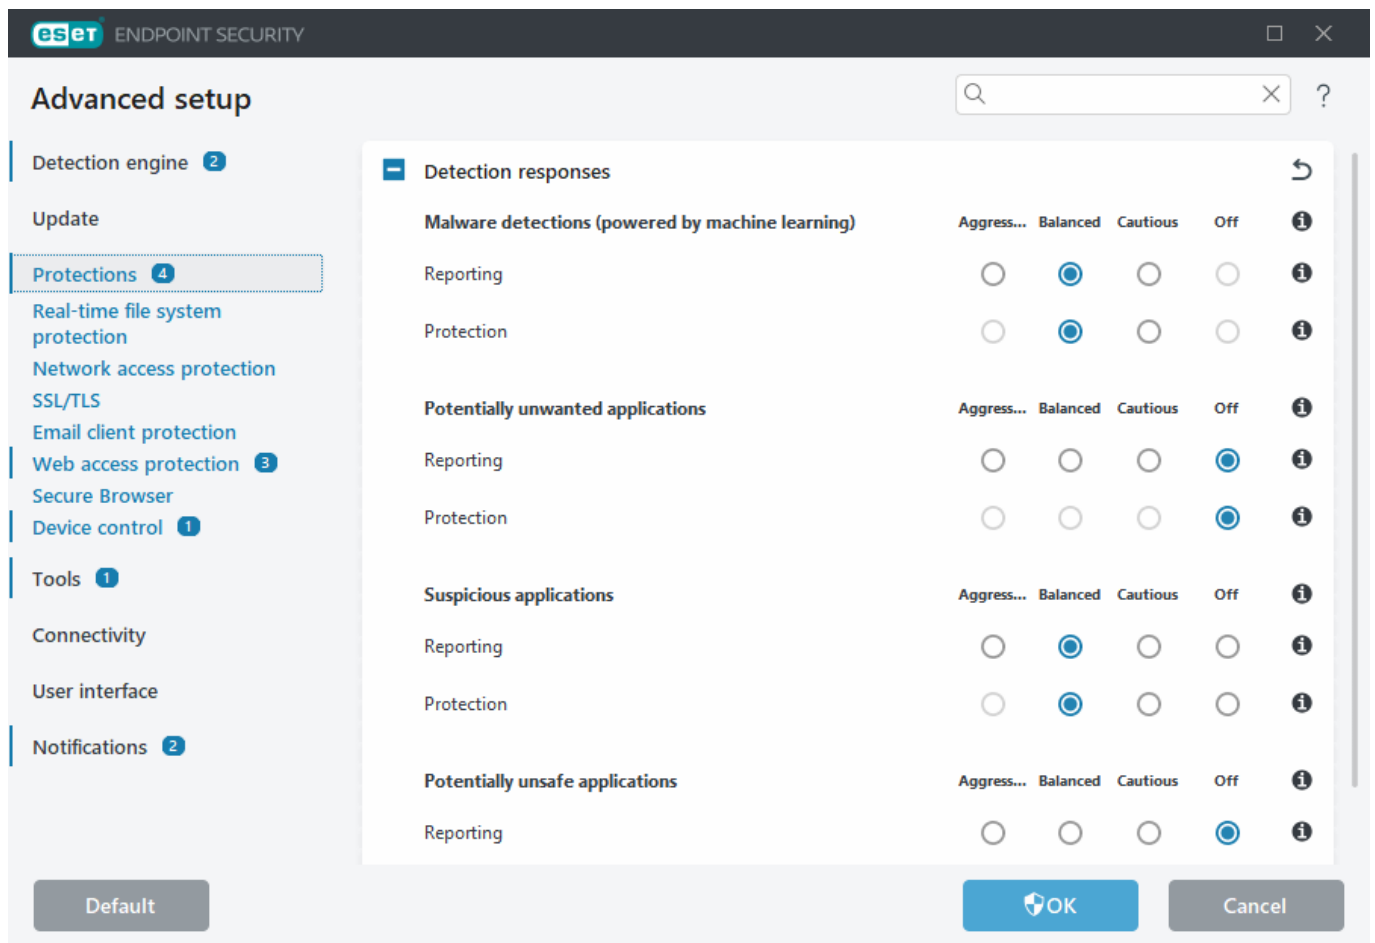 eseT ENDPOINT SECURITY
Advanced setup
?
Detection engine 2
Update
Protections 4
Real-time file system
protection
Network access protection
SSL/TLS
Email client protection
Web access protection 3
Secure Browser
Device control 1
Tools 1
Connectivity
User interface
Notifications 2
Detection responses
Malware detections (powered by machine learning) Aggress... Balanced Cautious Off
Reporting
Protection
Potentially unwanted applications Aggress... Balanced Cautious Off
Reporting
Protection
Suspicious applications Aggress... Balanced Cautious Off
Reporting
Protection
Potentially unsafe applications Aggress... Balanced Cautious Off
Reporting
Default OK Cancel